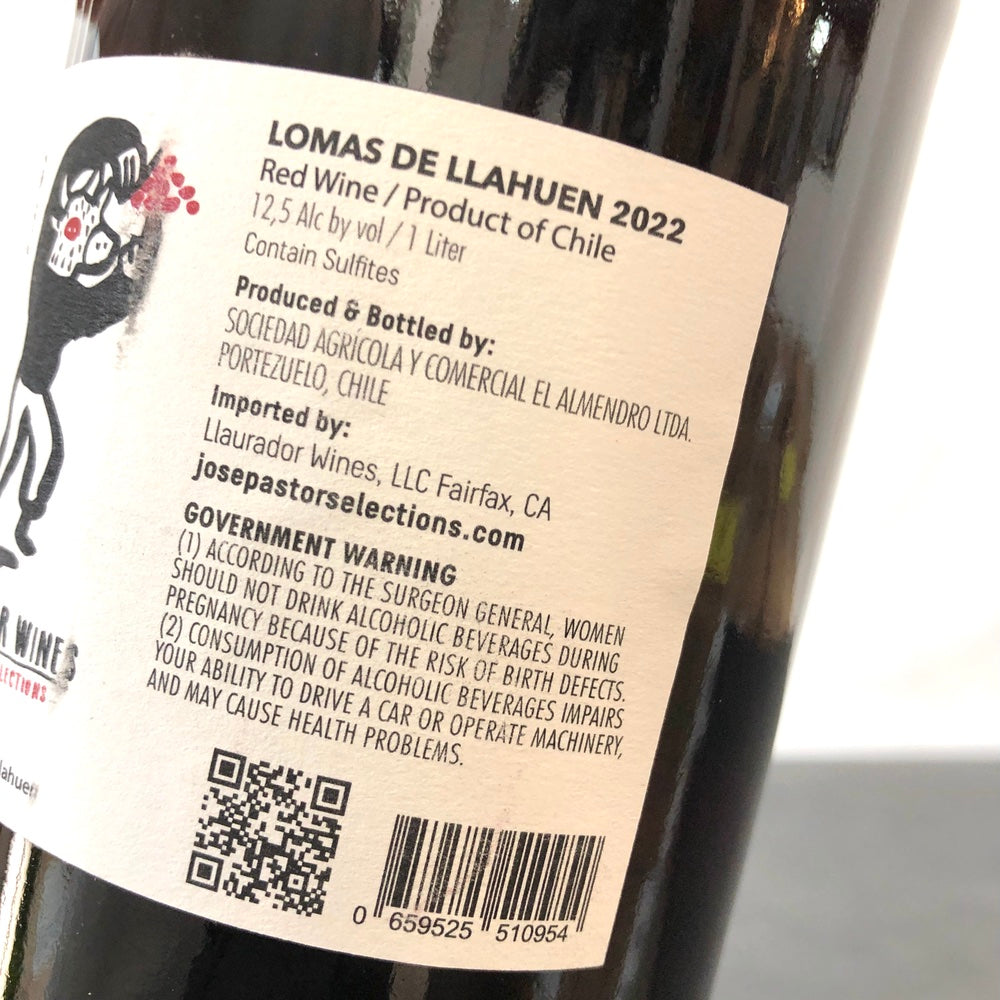 LOMAS DE LLAHUEN 2022
Red Wine / Product of Chile
12,5 Alc by vol / 1 Liter
Contain Sulfites
Produced & Bottled by:
SOCIEDAD AGRÍCOLA Y COMERCIAL EL ALMENDRO LTDA.
PORTEZUELO, CHILE
Imported by:
Llaurador Wines, LLC Fairfax, CA
josepastorselections.com
GOVERNMENT WARNING
(1) ACCORDING TO THE SURGEON GENERAL, WOMEN
SHOULD NOT DRINK ALCOHOLIC BEVERAGES DURING
PREGNANCY BECAUSE OF THE RISK OF BIRTH DEFECTS.
(2) CONSUMPTION OF ALCOHOLIC BEVERAGES IMPAIRS
YOUR ABILITY TO DRIVE A CAR OR OPERATE MACHINERY,
AND MAY CAUSE HEALTH PROBLEMS.
0 659525 510954
R WINES
LECTIONS